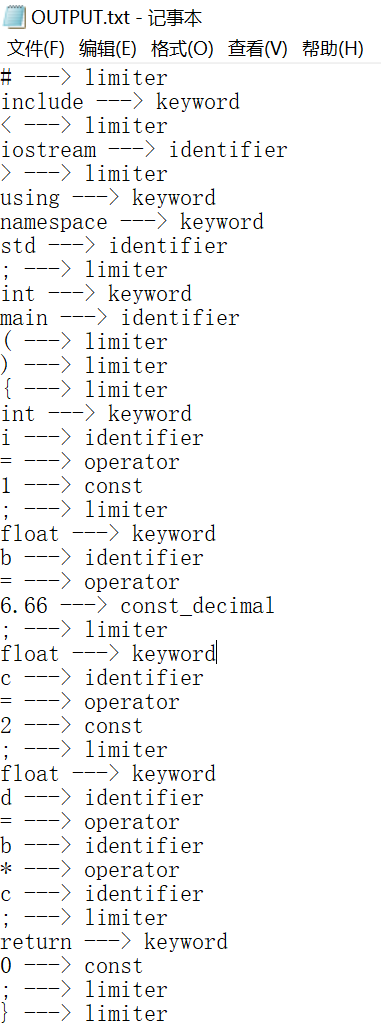 OUTPUT.txt - 记事本
文件(F) 编辑(E) 格式(O) 查看(V) 帮助(H)
# ---> limiter
include ---> keyword
< ---> limiter
iostream ---> identifier
> ---> limiter
using ---> keyword
namespace ---> keyword
std ---> identifier
; ---> limiter
int ---> keyword
main ---> identifier
( ---> limiter
) ---> limiter
{ ---> limiter
int ---> keyword
i ---> identifier
= ---> operator
1 ---> const
; ---> limiter
float ---> keyword
b ---> identifier
= ---> operator
6.66 ---> const_decimal
; ---> limiter
float ---> keyword
c ---> identifier
= ---> operator
2 ---> const
; ---> limiter
float ---> keyword
d ---> identifier
= ---> operator
b ---> identifier
* ---> operator
c ---> identifier
; ---> limiter
return ---> keyword
0 ---> const
; ---> limiter
} ---> limiter